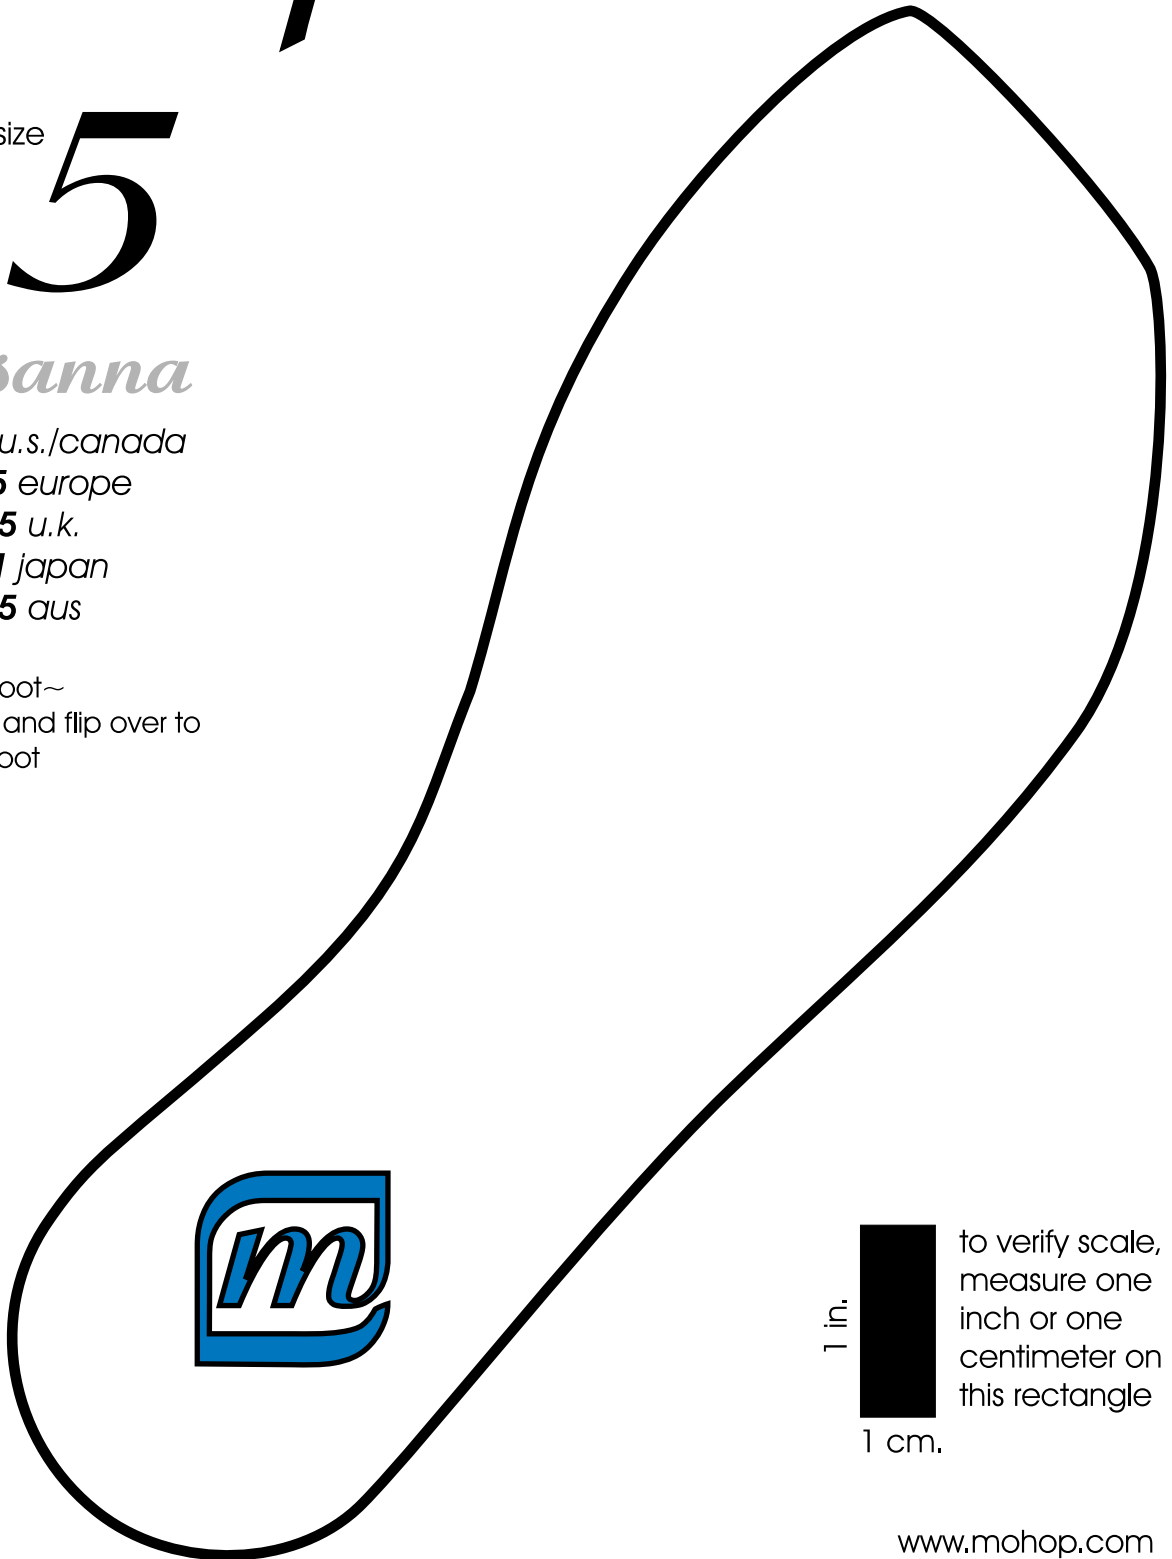 size
5
anna
u.s./canada
5 europe
5 u.k.
1 japan
5 aus
and flip over to
m
1 in.
to verify scale,
measure one
inch or one
centimeter on
this rectangle
1 cm.
www.mohop.com